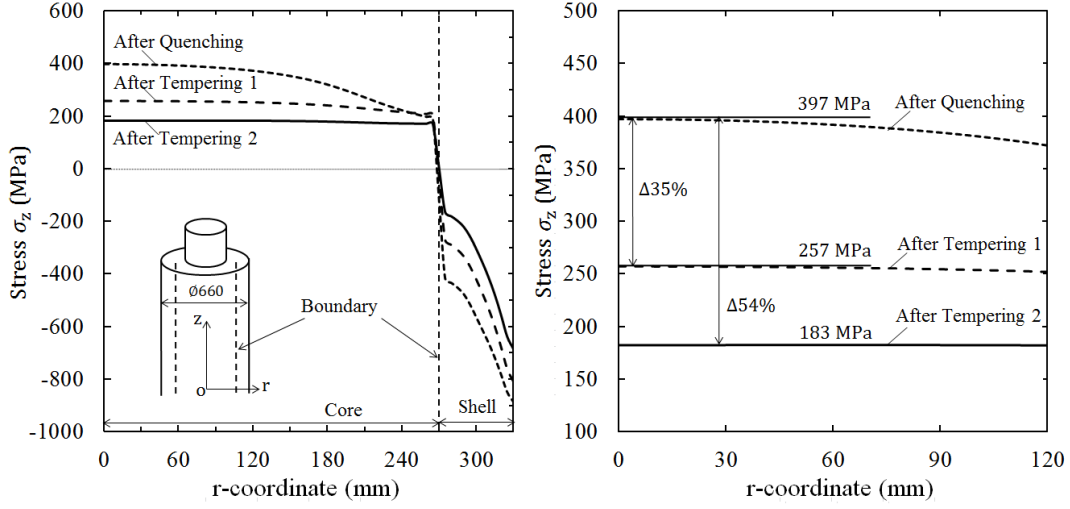 600
400
200
0
-200
-400
-600
-800
-1000
Stress σz (MPa)
After Quenching
After Tempering 1
After Tempering 2
Ø660
z
o
r
Boundary
Core
Shell
0
60
120
180
240
300
r-coordinate (mm)
500
450
400
350
300
250
200
150
100
Stress σz (MPa)
397 MPa
After Quenching
Δ35%
257 MPa
After Tempering 1
Δ54%
183 MPa
After Tempering 2
0
30
60
90
120
r-coordinate (mm)